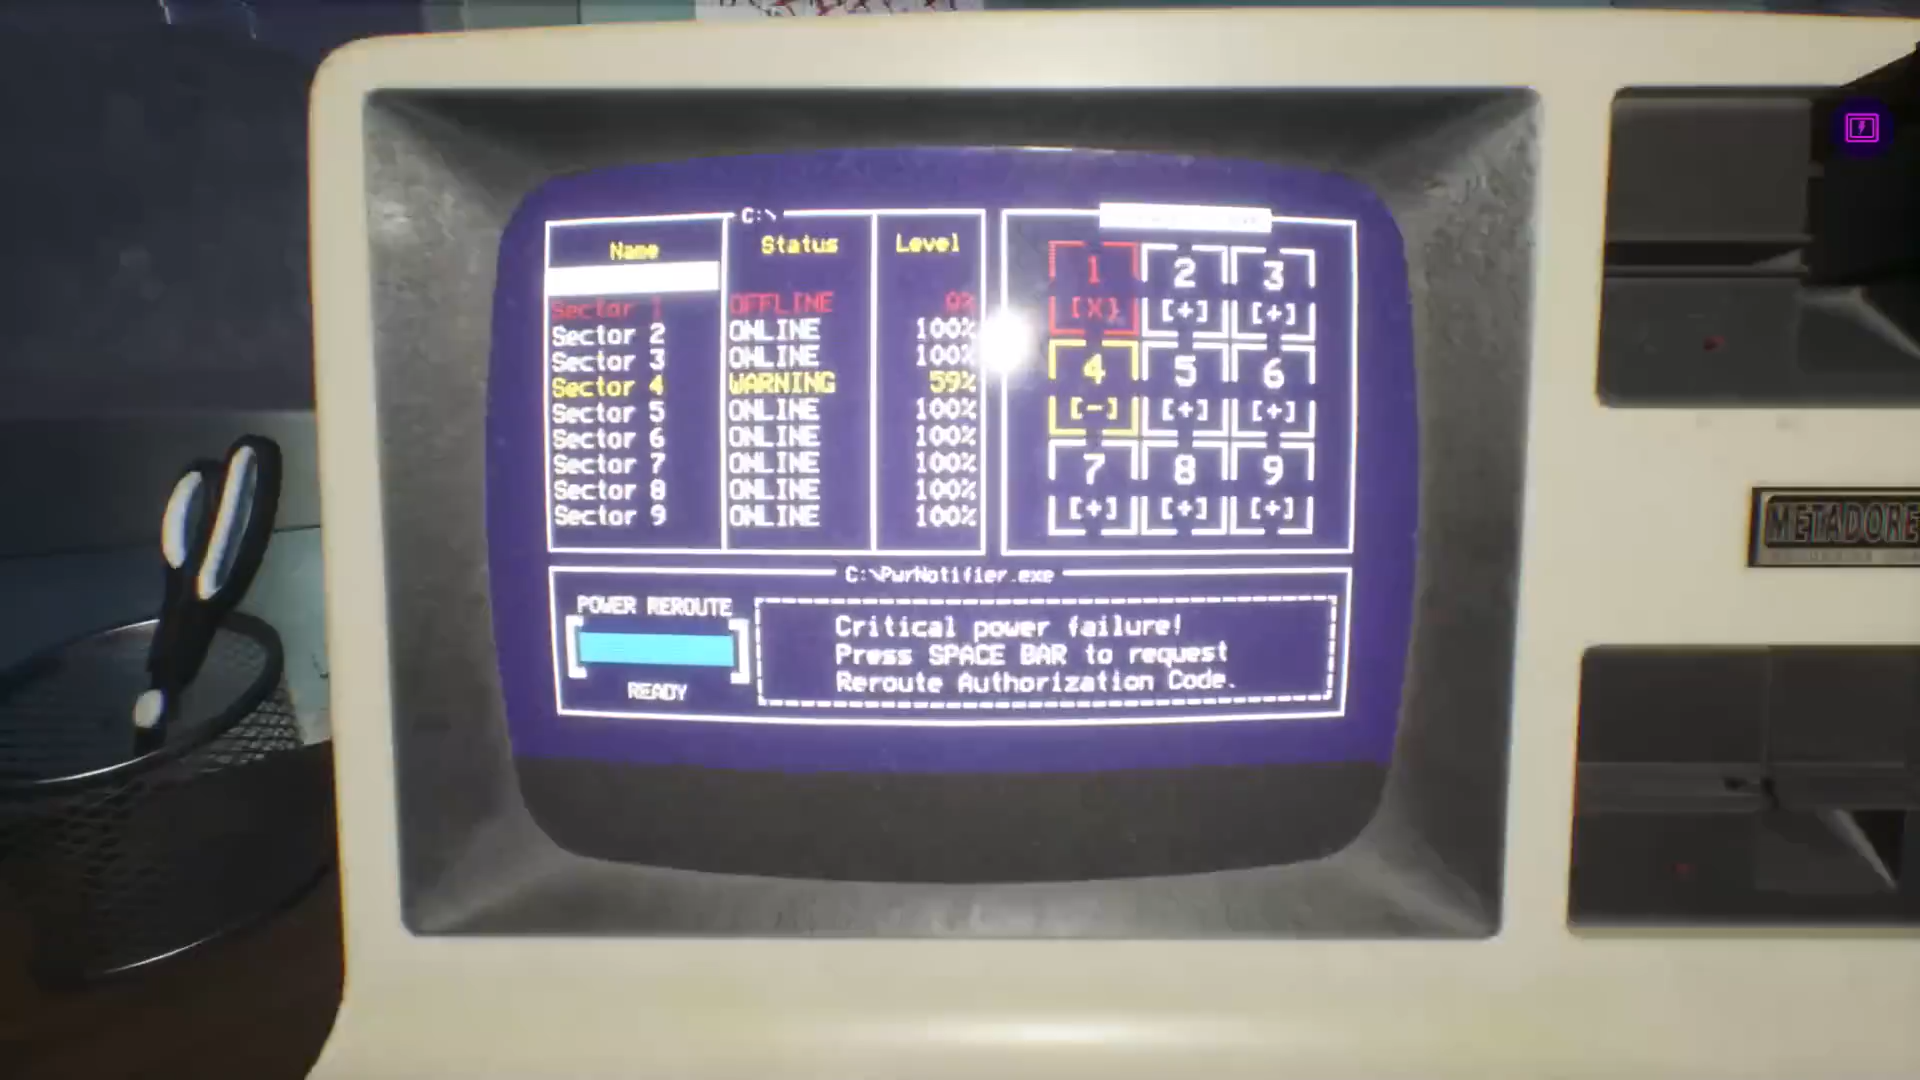 C:\
Name Status Level
Sector 1 OFFLINE 0%
Sector 2 ONLINE 100%
Sector 3 ONLINE 100%
Sector 4 WARNING 59%
Sector 5 ONLINE 100%
Sector 6 ONLINE 100%
Sector 7 ONLINE 100%
Sector 8 ONLINE 100%
Sector 9 ONLINE 100%
1 2 3
[X] [+] [+]
4 5 6
[-] [+] [+]
7 8 9
[+] [+] [+]
C:\PwrNotifier.exe
POWER REROUTE
READY
Critical power failure!
Press SPACE BAR to request
Reroute Authorization Code.
METADORE